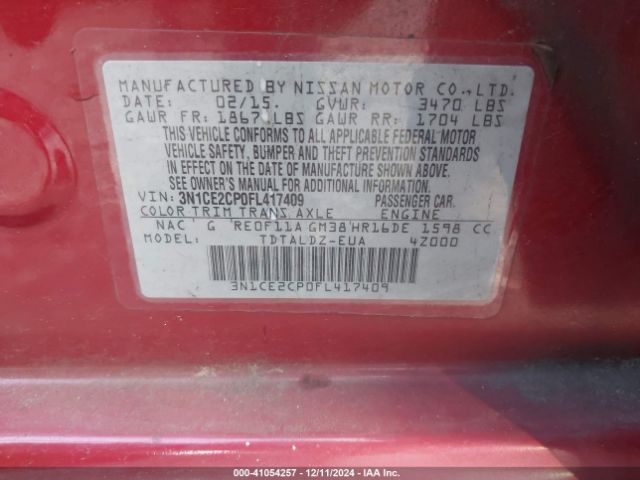 MANUFACTURED BY NISSAN MOTOR CO.,LTD.
DATE: 02/15. GVWR: 3470 LBS
GAWR FR: 1867 LBS GAWR RR: 1704 LBS
THIS VEHICLE CONFORMS TO ALL APPLICABLE FEDERAL MOTOR
VEHICLE SAFETY, BUMPER AND THEFT PREVENTION STANDARDS
IN EFFECT ON THE DATE OF MANUFACTURE SHOWN ABOVE.
SEE OWNER'S MANUAL FOR ADDITIONAL INFORMATION.
VIN: 3N1CE2CP0FL417409 PASSENGER CAR.
COLOR TRIM TRANS AXLE ENGINE
NAC G RE0F11A GM38 HR16DE 1598 CC
MODEL: TDTALDZ-EUA 4Z000
3N1CE2CP0FL417409
000-41054257 - 12/11/2024 - IAA Inc.